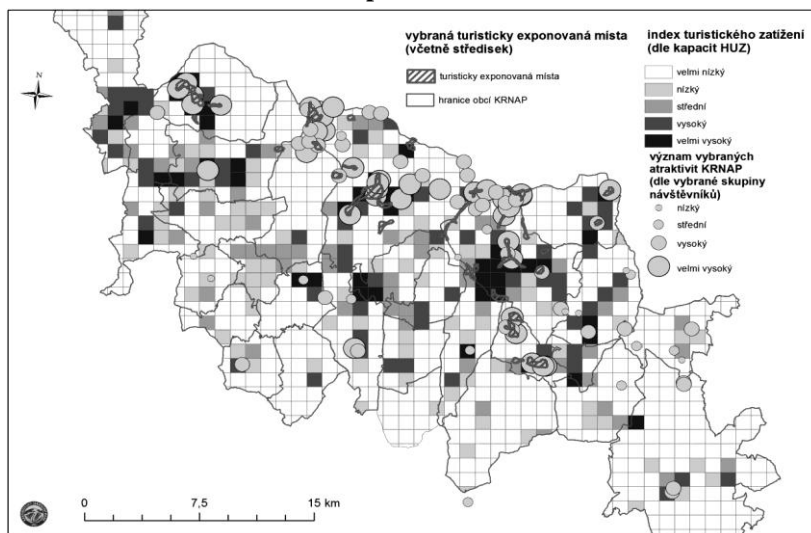 vybraná turisticky exponovaná místa
(včetně středisek)
turisticky exponovaná místa
hranice obcí KRNAP
index turistického zatížení
(dle kapacit HUZ)
velmi nízký
nízký
střední
vysoký
velmi vysoký
význam vybraných
atraktivit KRNAP
(dle vybrané skupiny
návštěvníků)
nízký
střední
vysoký
velmi vysoký
N
0 7,5 15 km